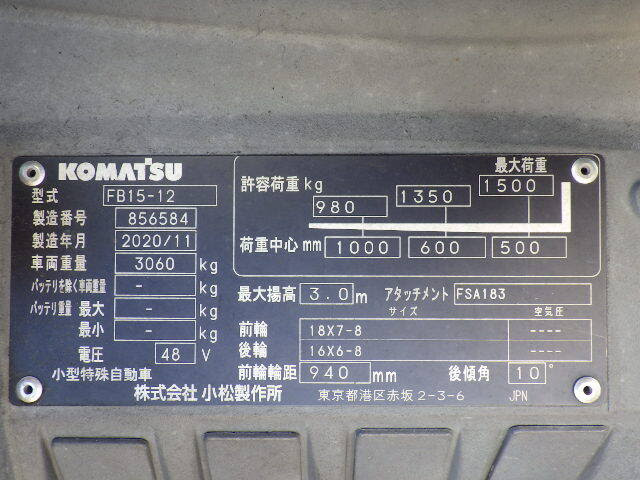 KOMATSU
型式 FB15-12
製造番号 856584
製造年月 2020/11
車両重量 3060 kg
バッテリを除く車両重量 - kg
バッテリ重量 最大 - kg
最小 - kg
電圧 48 V
小型特殊自動車
最大荷重
許容荷重 kg 980 1350 1500
荷重中心 mm 1000 600 500
最大揚高 3.0 m アタッチメント FSA183
サイズ 空気圧
前輪 18X7-8 ----
後輪 16X6-8 ----
前輪輪距 940 mm 後傾角 10°
株式会社 小松製作所 東京都港区赤坂2-3-6 JPN